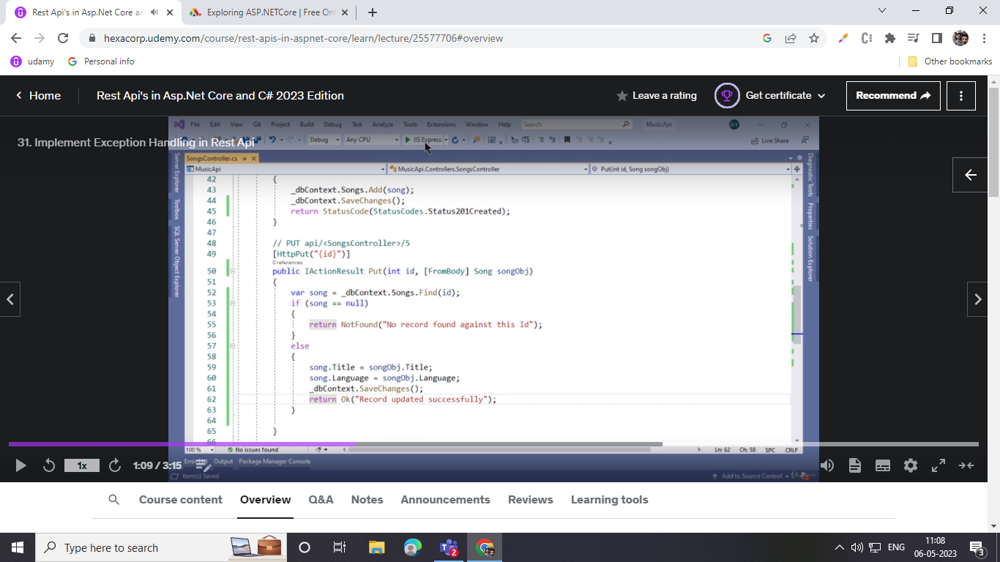 Rest Api's in Asp.Net Core an
Exploring ASP.NETCore | Free Onl
hexacorp.udemy.com/course/rest-apis-in-aspnet-core/learn/lecture/25577706#overview
udamy
Personal info
Other bookmarks
Home
Rest Api's in Asp.Net Core and C# 2023 Edition
Leave a rating
Get certificate
Recommend
File Edit View Git Project Build Debug Test Analyze Tools Extensions Window Help Search MusicApi AY
31. Implement Exception Handling in Rest Api
Debug Any CPU IIS Express Live Share
SongsController.cs
MusicApi MusicApi.Controllers.SongsController Put(int id, Song songObj)
Server Explorer
Toolbox
SQL Server Object Explorer
Diagnostic Tools
Properties
Solution Explorer
42 {
43 _dbContext.Songs.Add(song);
44 _dbContext.SaveChanges();
45 return StatusCode(StatusCodes.Status201Created);
46 }
47
48 // PUT api/<SongsController>/5
49 [HttpPut("{id}")]
0 references
50 public IActionResult Put(int id, [FromBody] Song songObj)
51 {
52 var song = _dbContext.Songs.Find(id);
53 if (song == null)
54 {
55 return NotFound("No record found against this Id");
56 }
57 else
58 {
59 song.Title = songObj.Title;
60 song.Language = songObj.Language;
61 _dbContext.SaveChanges();
62 return Ok("Record updated successfully");
63 }
64
65 }
66
100 % No issues found Ln: 62 Ch: 58 SPC CRLF
Output Package Manager Console
1x 1:09 / 3:15
Item(s) Saved Add to Source Control
Course content Overview Q&A Notes Announcements Reviews Learning tools
Type here to search
2
ENG
11:08
06-05-2023
3